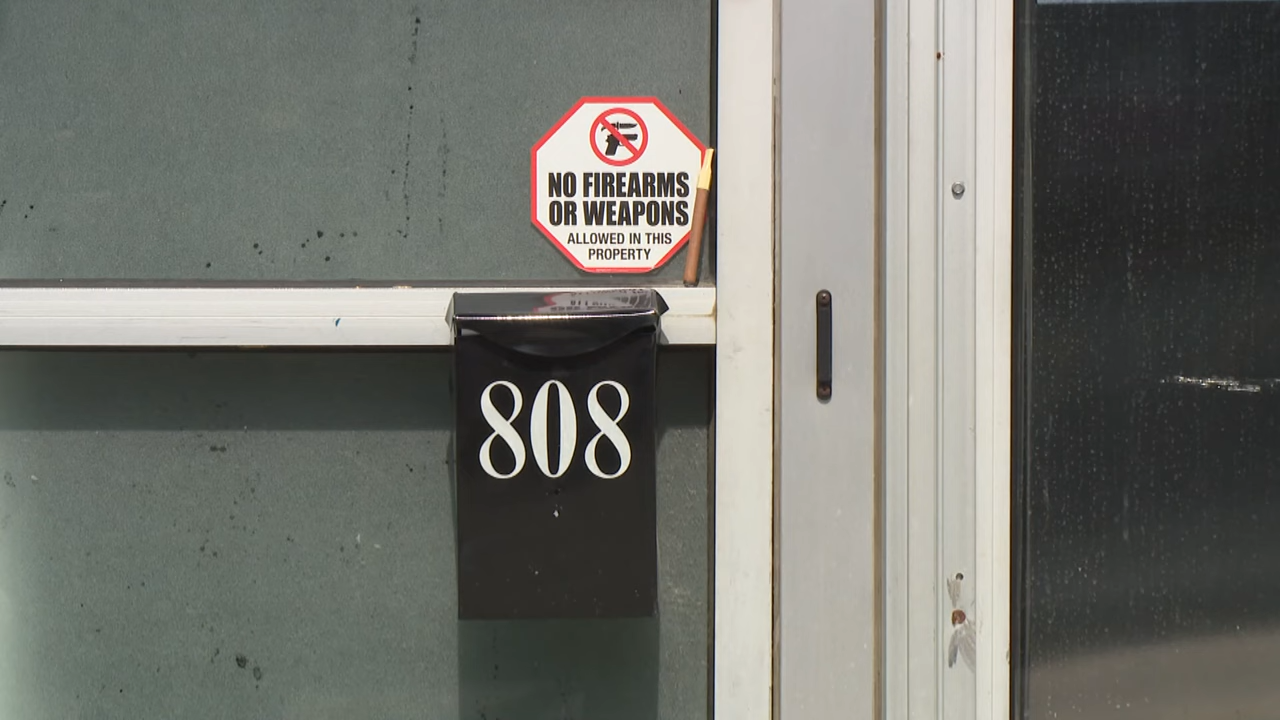 NO FIREARMS
OR WEAPONS
ALLOWED IN THIS
PROPERTY
808